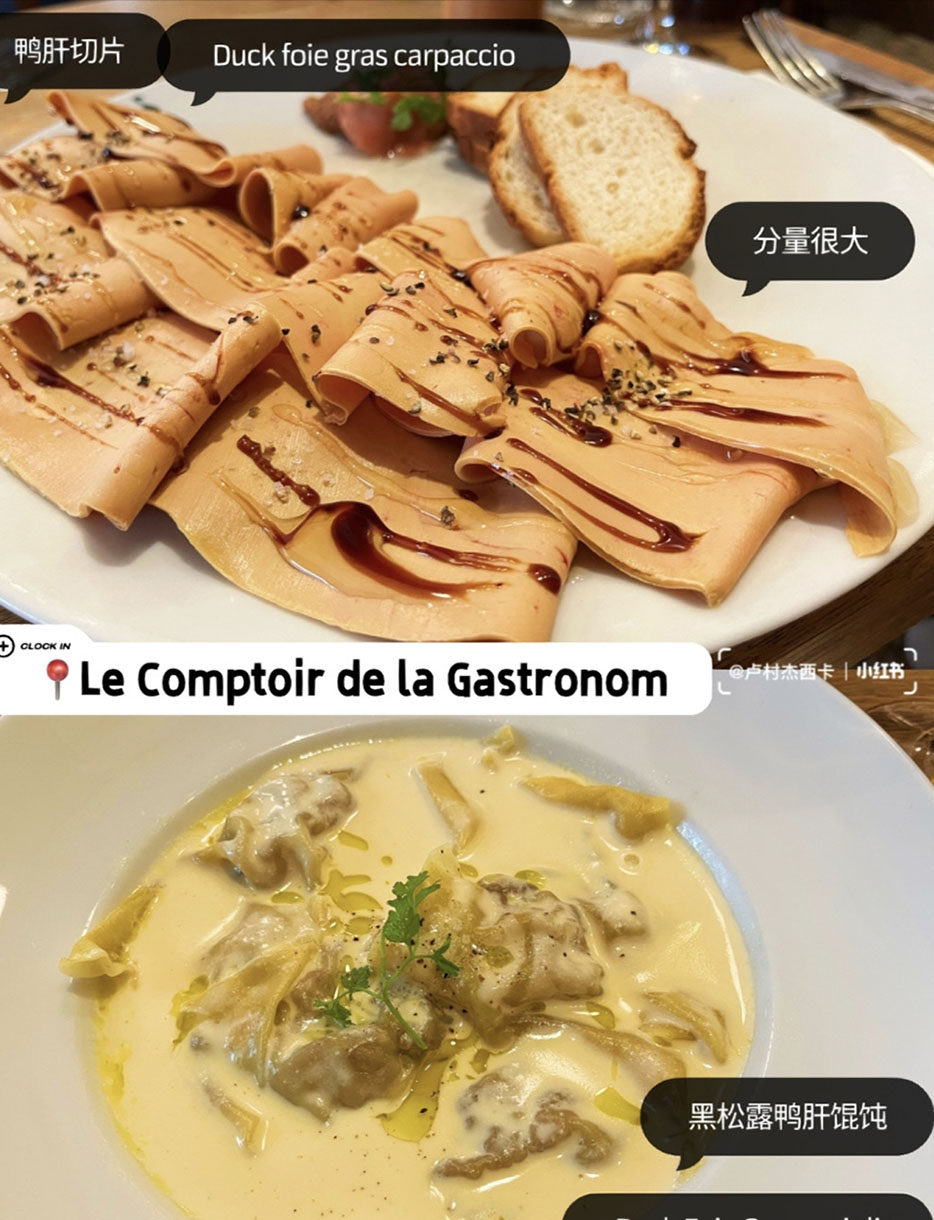 鸭肝切片
Duck foie gras carpaccio
分量很大
CLOCK IN
Le Comptoir de la Gastronom
@卢村杰西卡 | 小红书
黑松露鸭肝馄饨